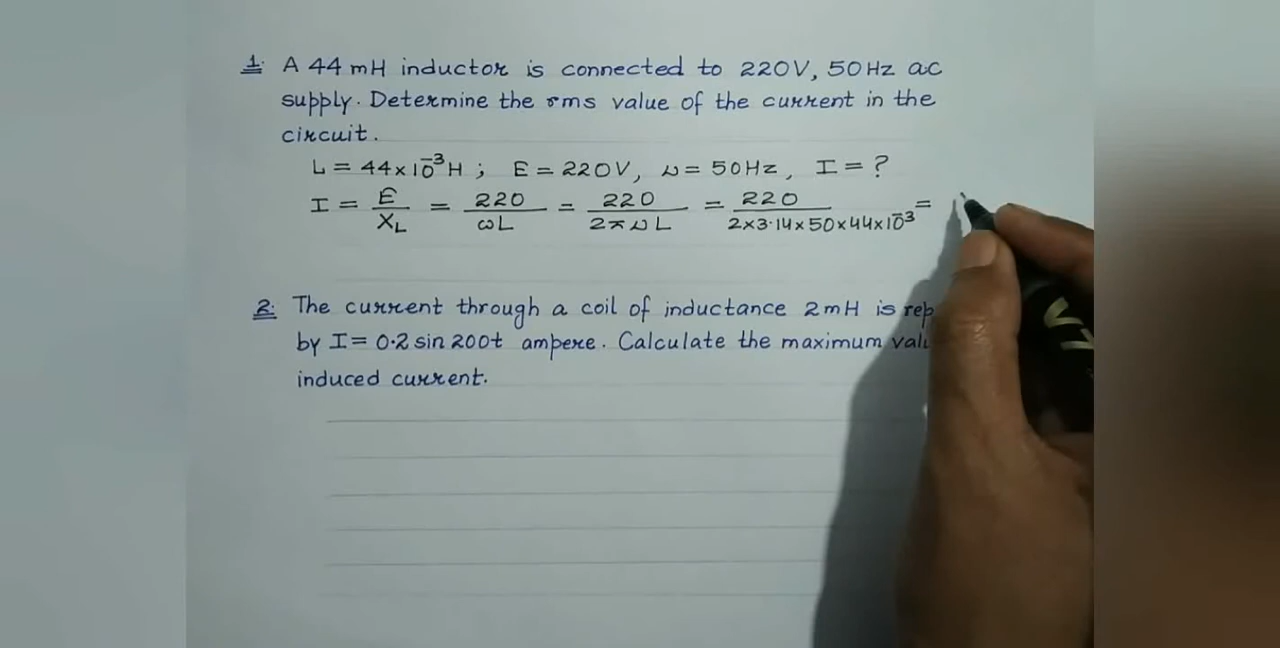 1. A 44 mH inductor is connected to 220V, 50Hz ac
supply. Determine the rms value of the current in the
circuit.
L = 44×10⁻³H ; E = 220V, ν = 50Hz, I = ?
I = E/X_L = 220/ωL = 220/2πνL = 220/2×3·14×50×44×10⁻³ =
2. The current through a coil of inductance 2mH is
by I = 0·2 sin 200t ampere. Calculate the maximum
induced current.